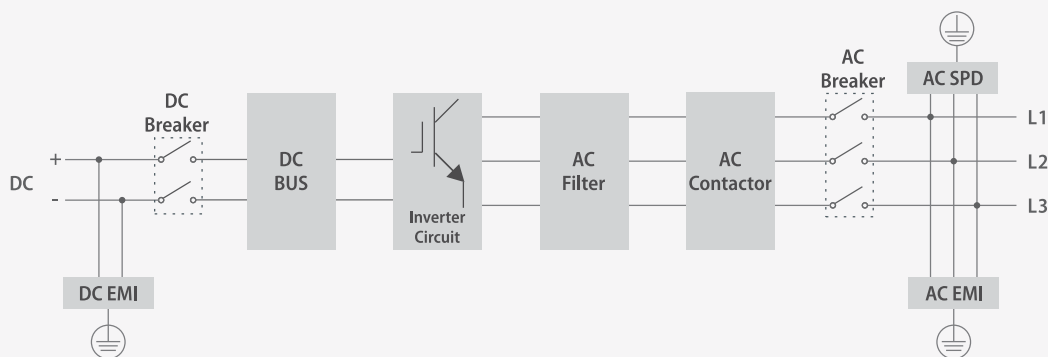 DC
+
-
DC
Breaker
DC
BUS
Inverter
Circuit
AC
Filter
AC
Contactor
AC
Breaker
AC SPD
L1
L2
L3
DC EMI
AC EMI